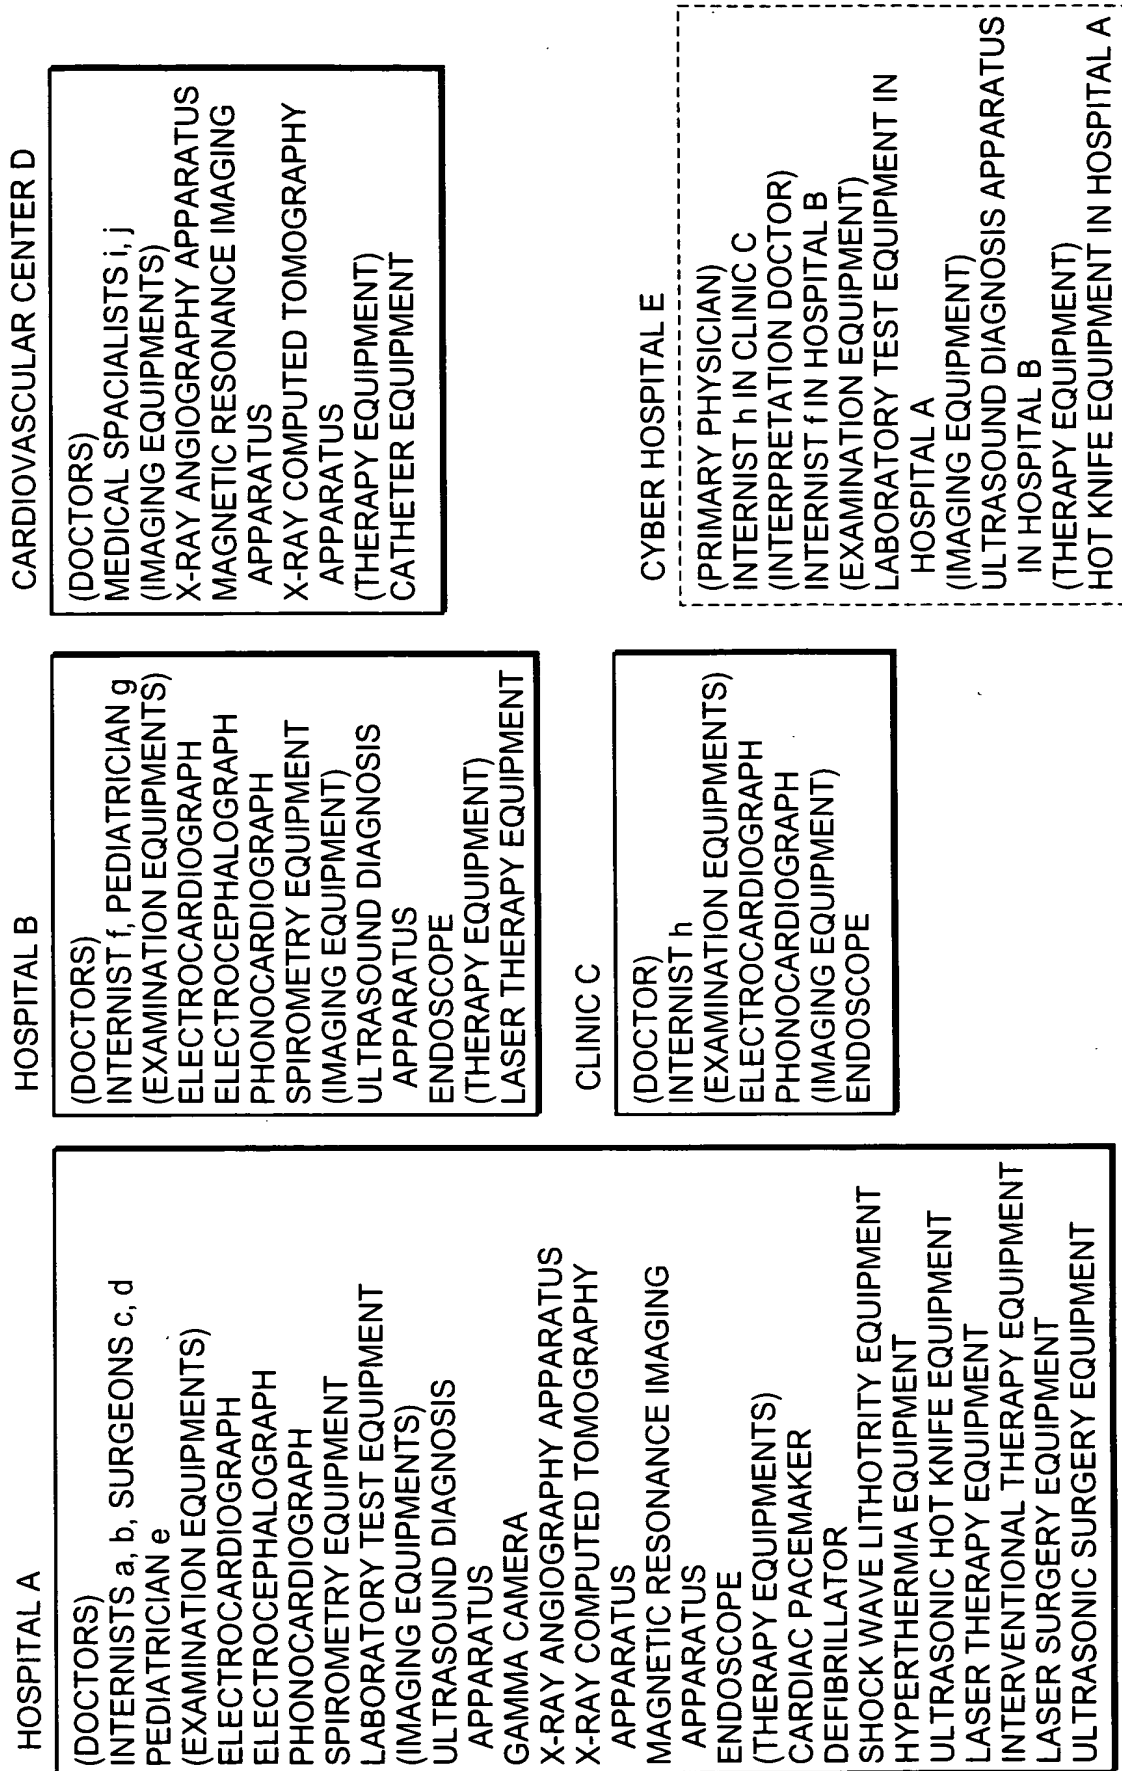 HOSPITAL A
(DOCTORS)
INTERNISTS a, b, SURGEONS c, d
PEDIATRICIAN e
(EXAMINATION EQUIPMENTS)
ELECTROCARDIOGRAPH
ELECTROCEPHALOGRAPH
PHONOCARDIOGRAPH
SPIROMETRY EQUIPMENT
LABORATORY TEST EQUIPMENT
(IMAGING EQUIPMENTS)
ULTRASOUND DIAGNOSIS
APPARATUS
GAMMA CAMERA
X-RAY ANGIOGRAPHY APPARATUS
X-RAY COMPUTED TOMOGRAPHY
APPARATUS
MAGNETIC RESONANCE IMAGING
APPARATUS
ENDOSCOPE
(THERAPY EQUIPMENTS)
CARDIAC PACEMAKER
DEFIBRILLATOR
SHOCK WAVE LITHOTRITY EQUIPMENT
HYPERTHERMIA EQUIPMENT
ULTRASONIC HOT KNIFE EQUIPMENT
LASER THERAPY EQUIPMENT
INTERVENTIONAL THERAPY EQUIPMENT
LASER SURGERY EQUIPMENT
ULTRASONIC SURGERY EQUIPMENT
HOSPITAL B
(DOCTORS)
INTERNIST f, PEDIATRICIAN g
(EXAMINATION EQUIPMENTS)
ELECTROCARDIOGRAPH
ELECTROCEPHALOGRAPH
PHONOCARDIOGRAPH
SPIROMETRY EQUIPMENT
(IMAGING EQUIPMENT)
ULTRASOUND DIAGNOSIS
APPARATUS
ENDOSCOPE
(THERAPY EQUIPMENT)
LASER THERAPY EQUIPMENT
CLINIC C
(DOCTOR)
INTERNIST h
(EXAMINATION EQUIPMENTS)
ELECTROCARDIOGRAPH
PHONOCARDIOGRAPH
(IMAGING EQUIPMENT)
ENDOSCOPE
CARDIOVASCULAR CENTER D
(DOCTORS)
MEDICAL SPACIALISTS i, j
(IMAGING EQUIPMENTS)
X-RAY ANGIOGRAPHY APPARATUS
MAGNETIC RESONANCE IMAGING
APPARATUS
X-RAY COMPUTED TOMOGRAPHY
APPARATUS
(THERAPY EQUIPMENT)
CATHETER EQUIPMENT
CYBER HOSPITAL E
(PRIMARY PHYSICIAN)
INTERNIST h IN CLINIC C
(INTERPRETATION DOCTOR)
INTERNIST f IN HOSPITAL B
(EXAMINATION EQUIPMENT)
LABORATORY TEST EQUIPMENT IN
HOSPITAL A
(IMAGING EQUIPMENT)
ULTRASOUND DIAGNOSIS APPARATUS
IN HOSPITAL B
(THERAPY EQUIPMENT)
HOT KNIFE EQUIPMENT IN HOSPITAL A